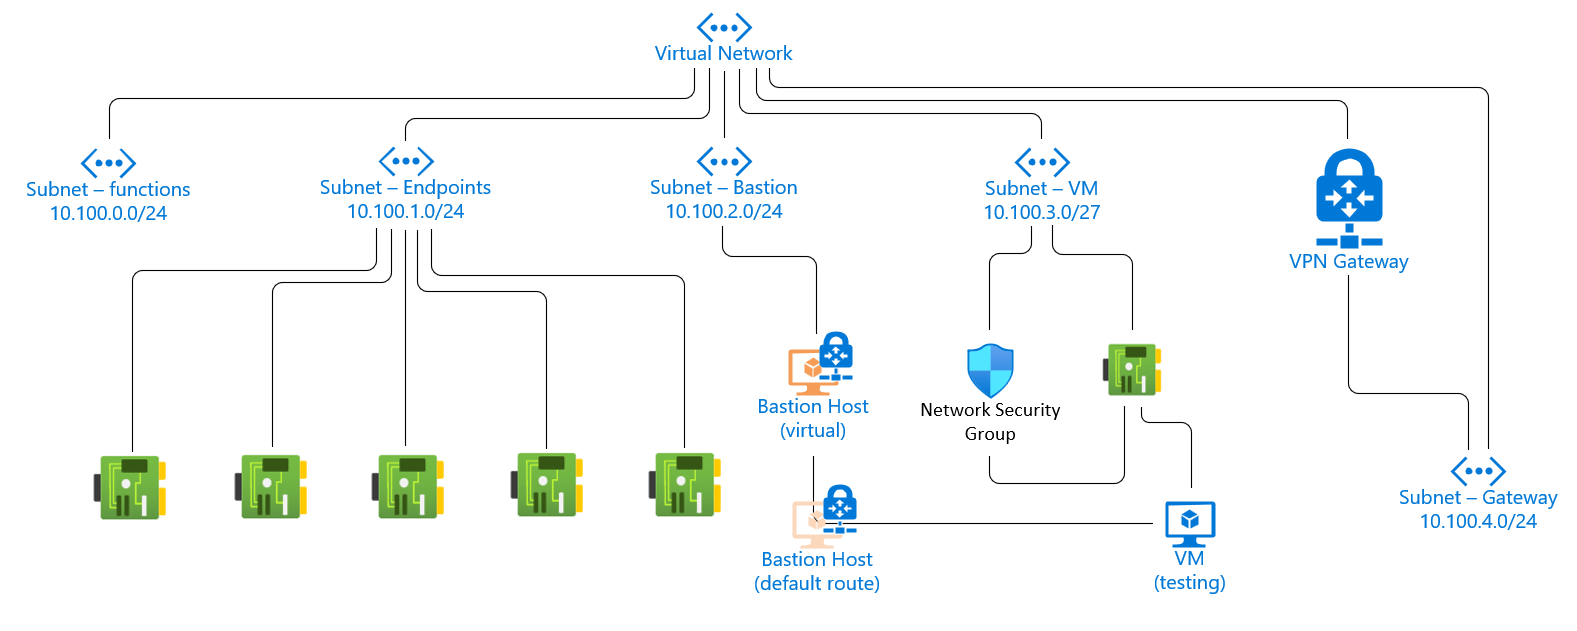 Virtual Network
Subnet – functions
10.100.0.0/24
Subnet – Endpoints
10.100.1.0/24
Subnet – Bastion
10.100.2.0/24
Subnet – VM
10.100.3.0/27
VPN Gateway
Bastion Host
(virtual)
Network Security
Group
Subnet – Gateway
10.100.4.0/24
Bastion Host
(default route)
VM
(testing)